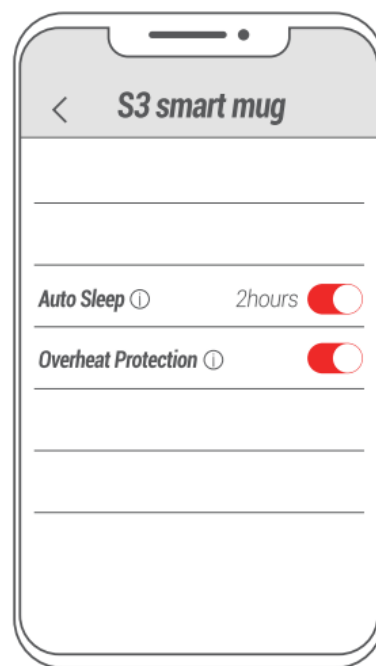 S3 smart mug
Auto Sleep ⓘ 2hours
Overheat Protection ⓘ